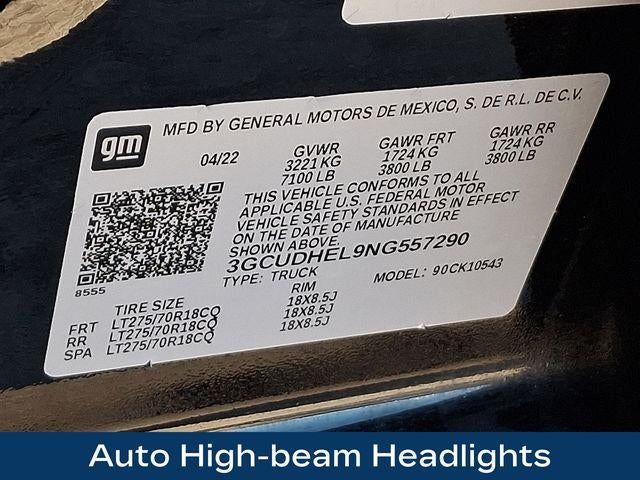 gm MFD BY GENERAL MOTORS DE MEXICO, S. DE R.L. DE C.V.
04/22 GVWR GAWR FRT GAWR RR
3221 KG 1724 KG 1724 KG
7100 LB 3800 LB 3800 LB
THIS VEHICLE CONFORMS TO ALL
APPLICABLE U.S. FEDERAL MOTOR
VEHICLE SAFETY STANDARDS IN EFFECT
ON THE DATE OF MANUFACTURE
SHOWN ABOVE.
3GCUDHEL9NG557290
8555 TYPE: TRUCK MODEL: 90CK10543
TIRE SIZE RIM
FRT LT275/70R18CQ 18X8.5J
RR LT275/70R18CQ 18X8.5J
SPA LT275/70R18CQ 18X8.5J
Auto High-beam Headlights